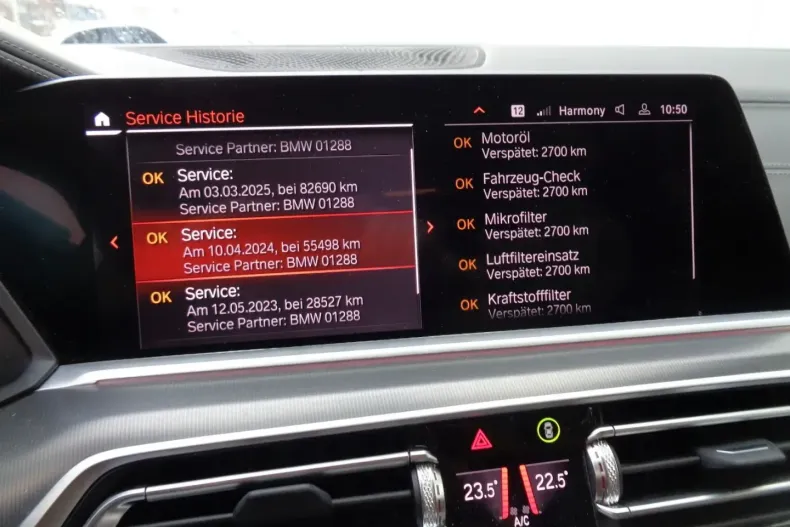 Service Historie
12
Harmony
10:50
Service Partner: BMW 01288
OK Service:
Am 03.03.2025, bei 82690 km
Service Partner: BMW 01288
OK Service:
Am 10.04.2024, bei 55498 km
Service Partner: BMW 01288
OK Service:
Am 12.05.2023, bei 28527 km
Service Partner: BMW 01288
OK Motoröl
Verspätet: 2700 km
OK Fahrzeug-Check
Verspätet: 2700 km
OK Mikrofilter
Verspätet: 2700 km
OK Luftfiltereinsatz
Verspätet: 2700 km
OK Kraftstofffilter
Verspätet: 2700 km
23.5°
22.5°
A/C